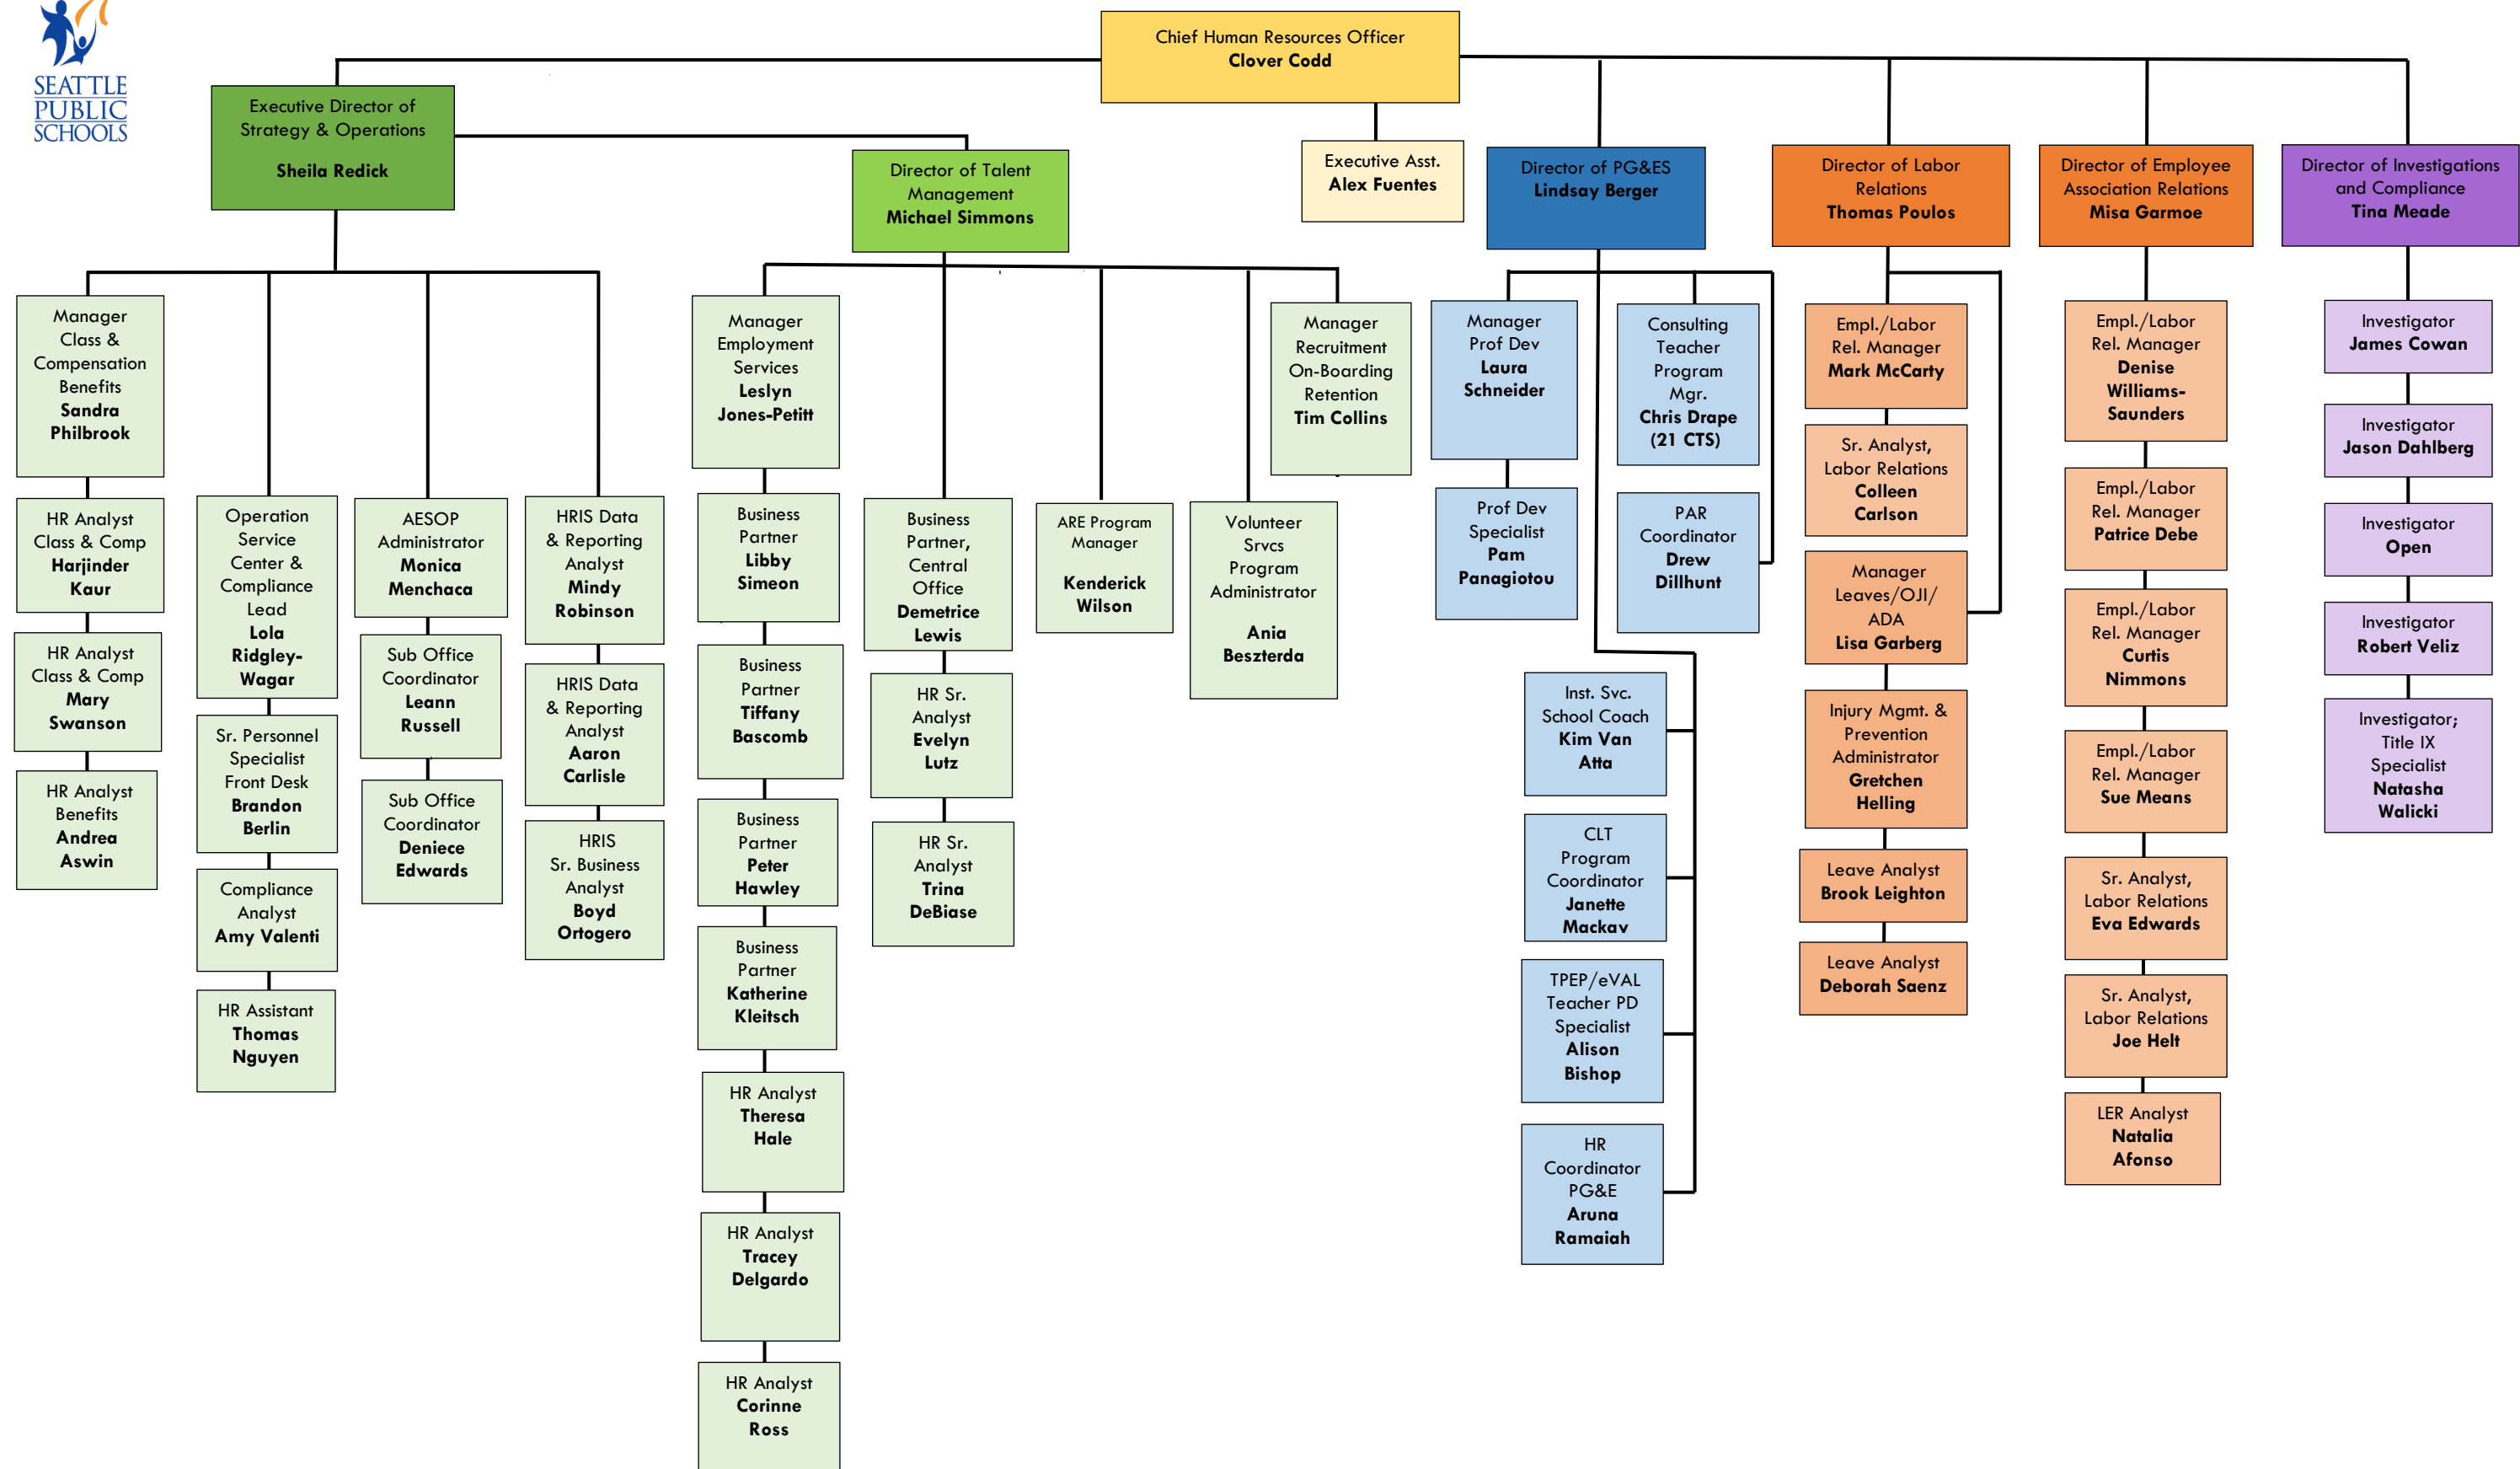 SEATTLE
PUBLIC
SCHOOLS
Chief Human Resources Officer
Clover Codd
Executive Director of
Strategy & Operations
Sheila Redick
Director of Talent
Management
Michael Simmons
Executive Asst.
Alex Fuentes
Director of PG&ES
Lindsay Berger
Director of Labor
Relations
Thomas Poulos
Director of Employee
Association Relations
Misa Garmoe
Director of Investigations
and Compliance
Tina Meade
Manager
Class &
Compensation
Benefits
Sandra
Philbrook
HR Analyst
Class & Comp
Harjinder
Kaur
HR Analyst
Class & Comp
Mary
Swanson
HR Analyst
Benefits
Andrea
Aswin
Operation
Service
Center &
Compliance
Lead
Lola
Ridgley-
Wagar
Sr. Personnel
Specialist
Front Desk
Brandon
Berlin
Compliance
Analyst
Amy Valenti
HR Assistant
Thomas
Nguyen
AESOP
Administrator
Monica
Menchaca
Sub Office
Coordinator
Leann
Russell
Sub Office
Coordinator
Deniece
Edwards
HRIS Data
& Reporting
Analyst
Mindy
Robinson
HRIS Data
& Reporting
Analyst
Aaron
Carlisle
HRIS
Sr. Business
Analyst
Boyd
Ortogero
Manager
Employment
Services
Leslyn
Jones-Petitt
Business
Partner
Libby
Simeon
Business
Partner
Tiffany
Bascomb
Business
Partner
Peter
Hawley
Business
Partner
Katherine
Kleitsch
HR Analyst
Theresa
Hale
HR Analyst
Tracey
Delgardo
HR Analyst
Corinne
Ross
Business
Partner,
Central
Office
Demetrice
Lewis
HR Sr.
Analyst
Evelyn
Lutz
HR Sr.
Analyst
Trina
DeBiase
ARE Program
Manager
Kenderick
Wilson
Volunteer
Srvcs
Program
Administrator
Ania
Beszterda
Manager
Recruitment
On-Boarding
Retention
Tim Collins
Manager
Prof Dev
Laura
Schneider
Prof Dev
Specialist
Pam
Panagiotou
Consulting
Teacher
Program
Mgr.
Chris Drape
(21 CTS)
PAR
Coordinator
Drew
Dillhunt
Inst. Svc.
School Coach
Kim Van
Atta
CLT
Program
Coordinator
Janette
Mackay
TPEP/eVAL
Teacher PD
Specialist
Alison
Bishop
HR
Coordinator
PG&E
Aruna
Ramaiah
Empl./Labor
Rel. Manager
Mark McCarty
Sr. Analyst,
Labor Relations
Colleen
Carlson
Manager
Leaves/OJI/
ADA
Lisa Garberg
Injury Mgmt. &
Prevention
Administrator
Gretchen
Helling
Leave Analyst
Brook Leighton
Leave Analyst
Deborah Saenz
Empl./Labor
Rel. Manager
Denise
Williams-
Saunders
Empl./Labor
Rel. Manager
Patrice Debe
Empl./Labor
Rel. Manager
Curtis
Nimmons
Empl./Labor
Rel. Manager
Sue Means
Sr. Analyst,
Labor Relations
Eva Edwards
Sr. Analyst,
Labor Relations
Joe Helt
LER Analyst
Natalia
Afonso
Investigator
James Cowan
Investigator
Jason Dahlberg
Investigator
Open
Investigator
Robert Veliz
Investigator;
Title IX
Specialist
Natasha
Walicki